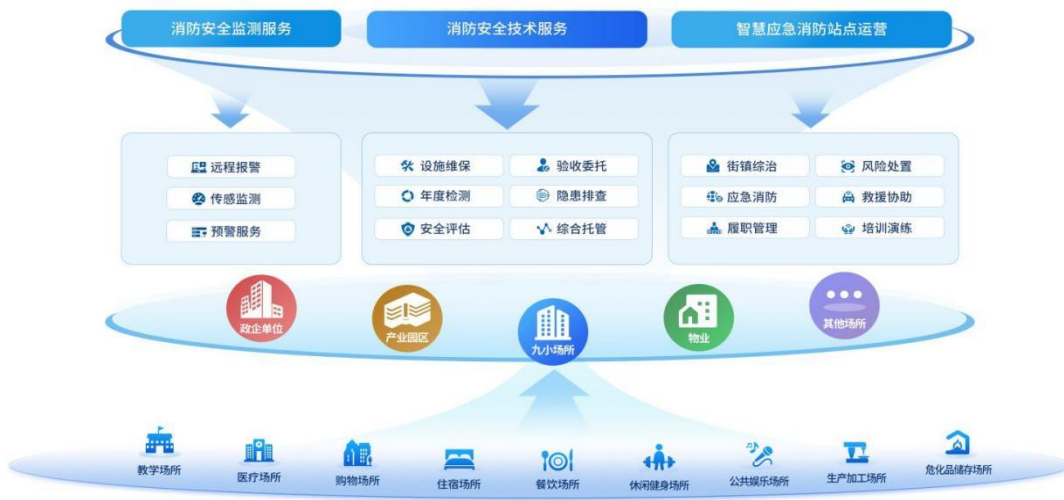 消防安全监测服务
消防安全技术服务
智慧应急消防站点运营
远程报警
传感监测
预警服务
设施维保
验收委托
年度检测
隐患排查
安全评估
综合托管
街镇综治
风险处置
应急消防
救援协助
履职管理
培训演练
政企单位
产业园区
九小场所
物业
其他场所
教学场所
医疗场所
购物场所
住宿场所
餐饮场所
休闲健身场所
公共娱乐场所
生产加工场所
危化品储存场所